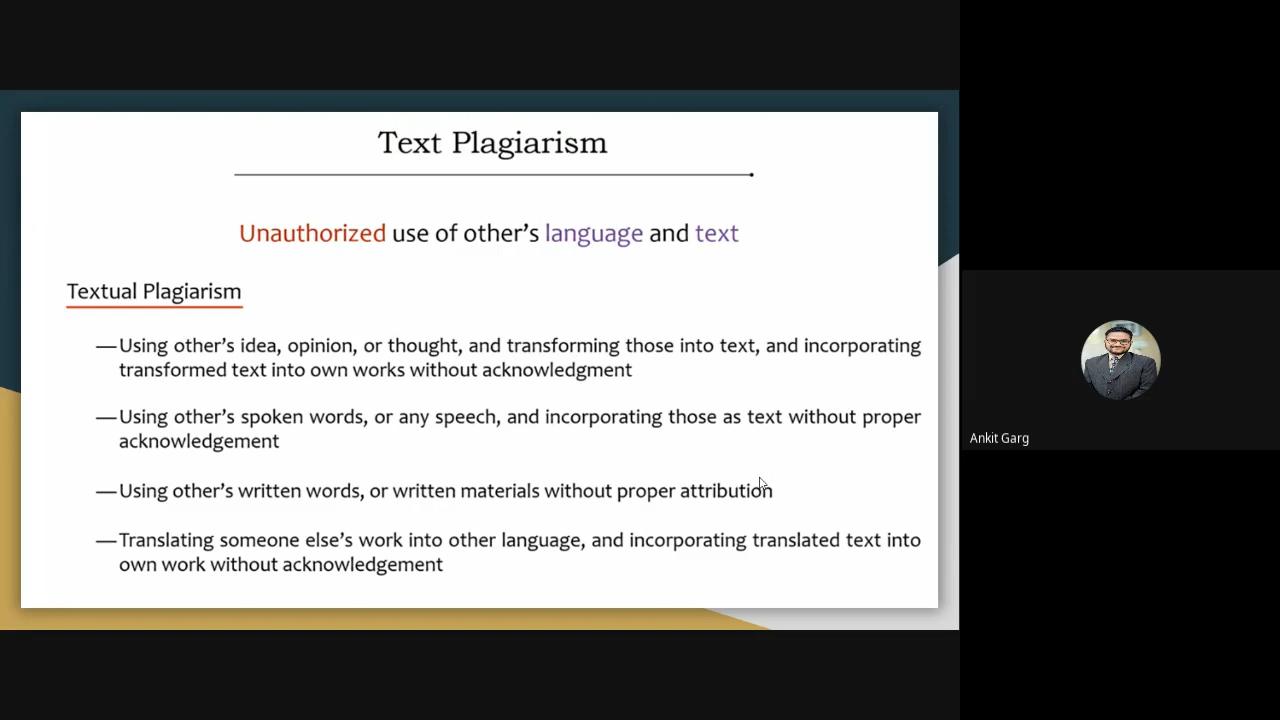 Text Plagiarism
Unauthorized use of other’s language and text
Textual Plagiarism
—Using other’s idea, opinion, or thought, and transforming those into text, and incorporating
transformed text into own works without acknowledgment
—Using other’s spoken words, or any speech, and incorporating those as text without proper
acknowledgement
—Using other’s written words, or written materials without proper attribution
—Translating someone else’s work into other language, and incorporating translated text into
own work without acknowledgement
Ankit Garg